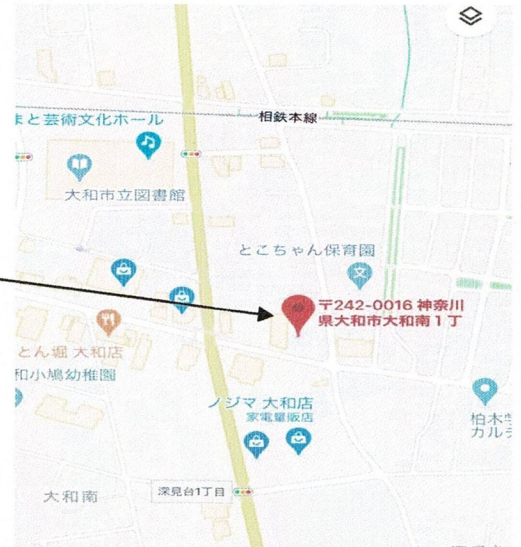 相鉄本線
まと芸術文化ホール
大和市立図書館
とこちゃん保育園
〒242-0016 神奈川
県大和市大和南1丁
とん堀 大和店
和小鳩幼稚園
ノジマ 大和店
家電量販店
柏木学
カルチ
大和南
深見台1丁目